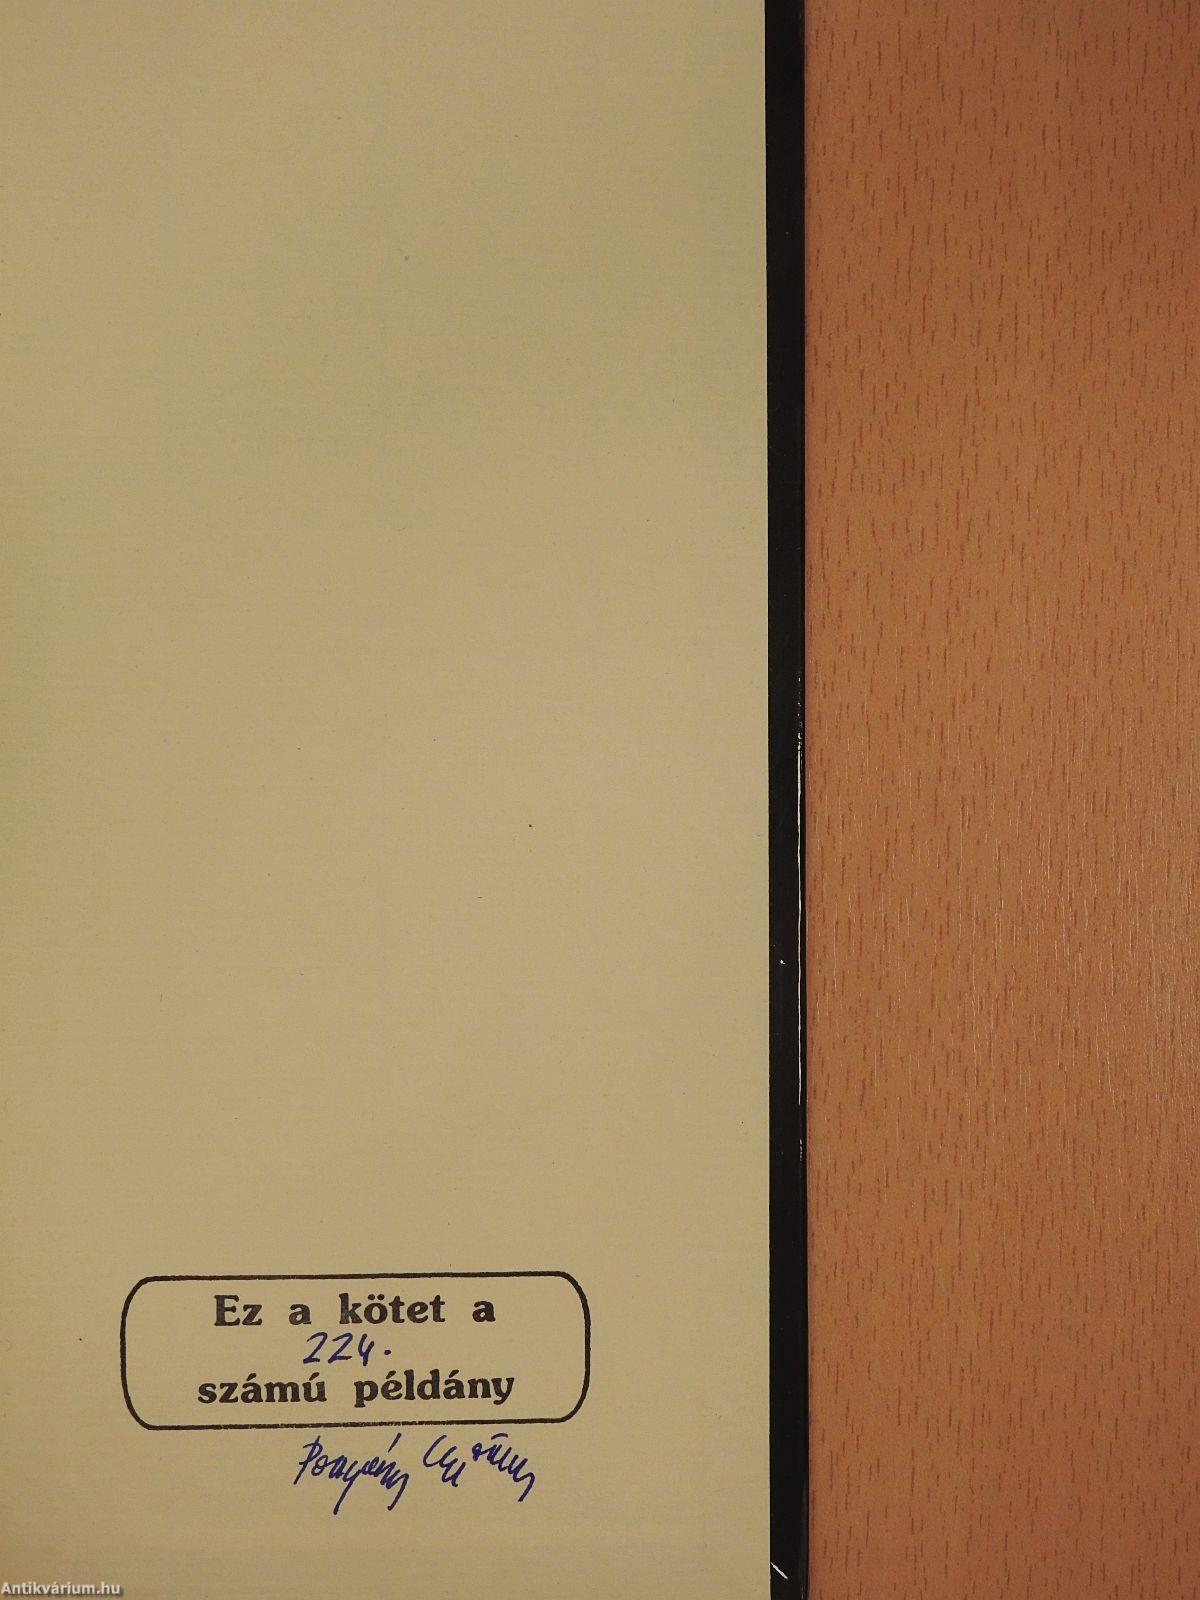 Ez a kötet a
224.
számú példány
Antikvárium.hu